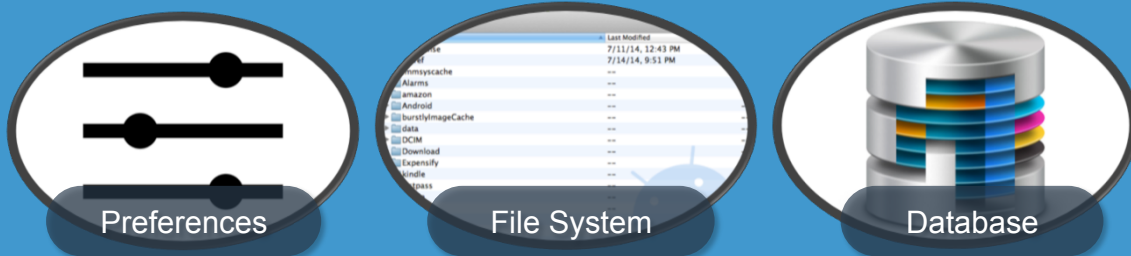 Last Modified
7/11/14, 12:43 PM
7/14/14, 9:51 PM
mmsyscache
--
Alarms
--
amazon
--
Android
--
burstlyImageCache
--
data
--
DCIM
--
Download
--
Expensify
--
kindle
--
Preferences
File System
Database